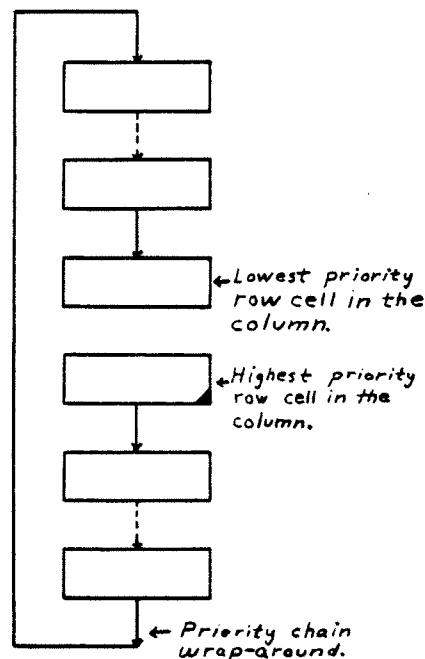 Lowest priority
row cell in the
column.
Highest priority
row cell in the
column.
Priority chain
wrap-around.